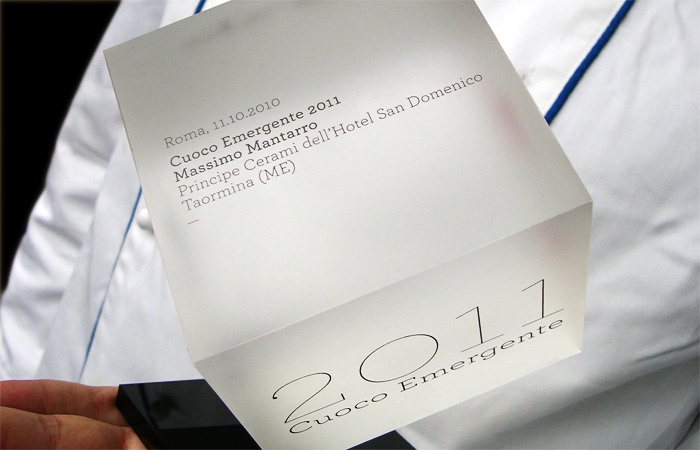 Roma, 11.10.2010
Cuoco Emergente 2011
Massimo Mantarro
Principe Cerami dell'Hotel San Domenico
Taormina (ME)
2011
Cuoco Emergente